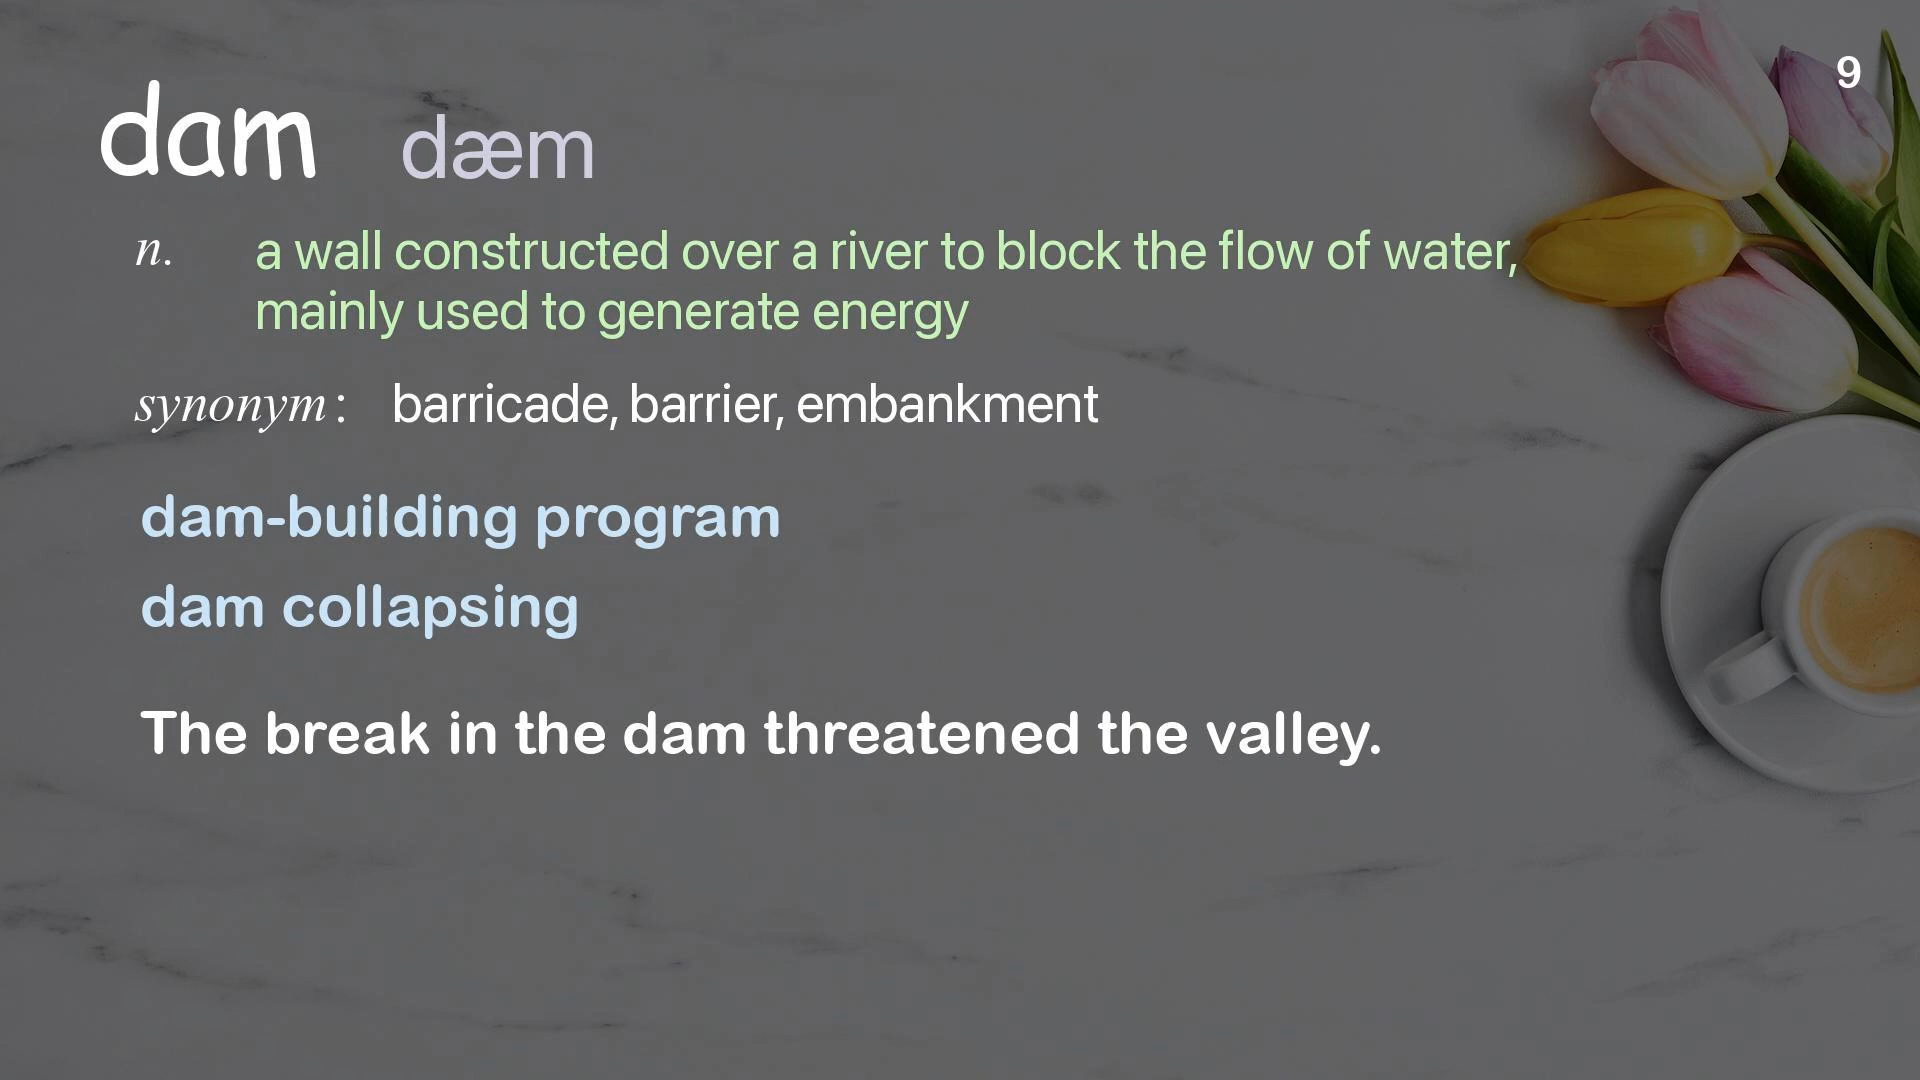 9
dam dæm
n. a wall constructed over a river to block the flow of water,
mainly used to generate energy
synonym : barricade, barrier, embankment
dam-building program
dam collapsing
The break in the dam threatened the valley.